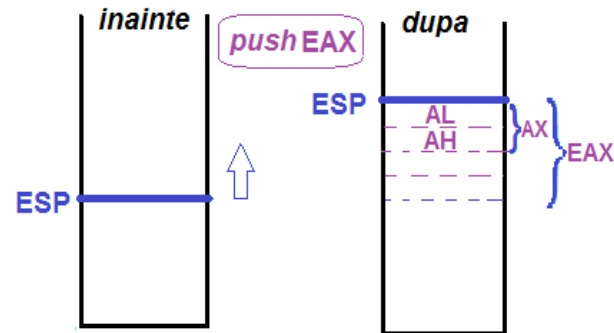 inainte
push EAX
dupa
ESP
AL
AH
AX
EAX
ESP